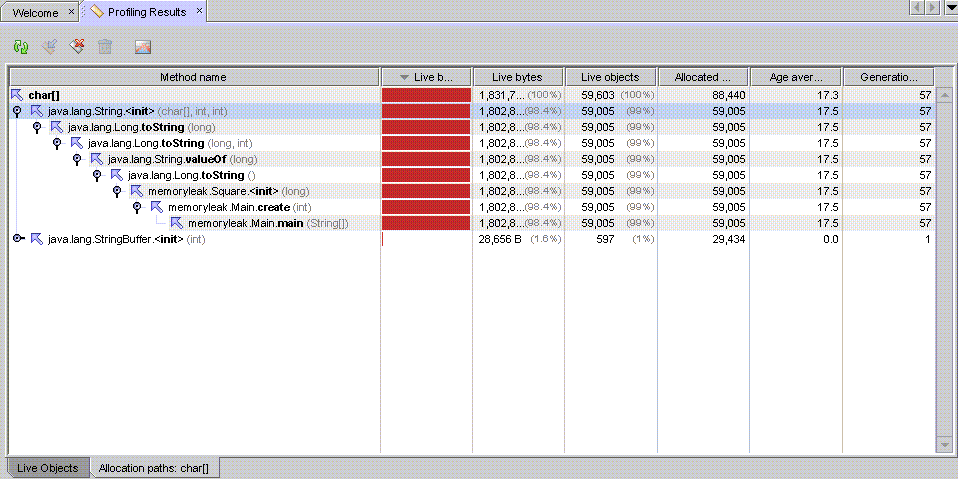 Welcome × Profiling Results ×
Method name Live b... Live bytes Live objects Allocated ... Age aver... Generatio...
char[] 1,831,7... (100%) 59,603 (100%) 88,440 17.3 57
java.lang.String.<init> (char[], int, int) 1,802,8... (98.4%) 59,005 (99%) 59,005 17.5 57
java.lang.Long.toString (long) 1,802,8... (98.4%) 59,005 (99%) 59,005 17.5 57
java.lang.Long.toString (long, int) 1,802,8... (98.4%) 59,005 (99%) 59,005 17.5 57
java.lang.String.valueOf (long) 1,802,8... (98.4%) 59,005 (99%) 59,005 17.5 57
java.lang.Long.toString () 1,802,8... (98.4%) 59,005 (99%) 59,005 17.5 57
memoryleak.Square.<init> (long) 1,802,8... (98.4%) 59,005 (99%) 59,005 17.5 57
memoryleak.Main.create (int) 1,802,8... (98.4%) 59,005 (99%) 59,005 17.5 57
memoryleak.Main.main (String[]) 1,802,8... (98.4%) 59,005 (99%) 59,005 17.5 57
java.lang.StringBuffer.<init> (int) 28,656 B (1.6%) 597 (1%) 29,434 0.0 1
Live Objects Allocation paths: char[]